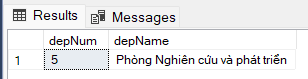 Results Messages
depNum depName
1 5 Phòng Nghiên cứu và phát triển